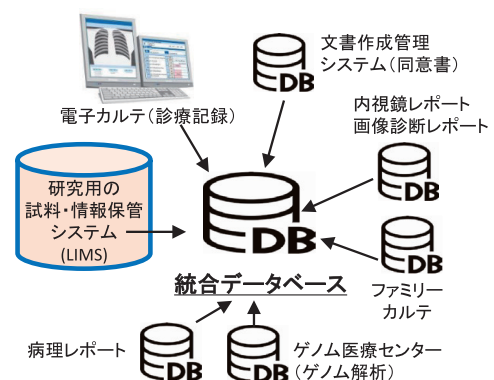 文書作成管理
システム（同意書）
DB
電子カルテ（診療記録）
内視鏡レポート
画像診断レポート
DB
研究用の
試料・情報保管
システム
(LIMS)
DB
統合データベース
DB
ファミリー
カルテ
病理レポート
DB
DB
ゲノム医療センター
（ゲノム解析）